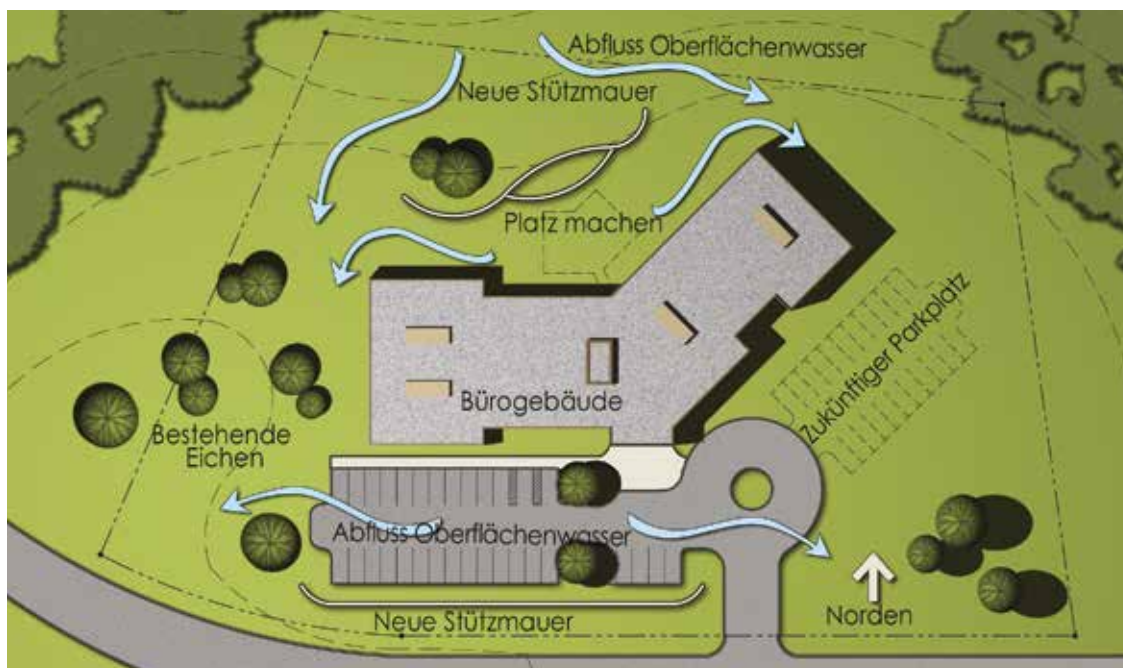 Abfluss Oberflächenwasser
Neue Stützmauer
Platz machen
Zukünftiger Parkplatz
Bürogebäude
Bestehende
Eichen
Abfluss Oberflächenwasser
Norden
Neue Stützmauer